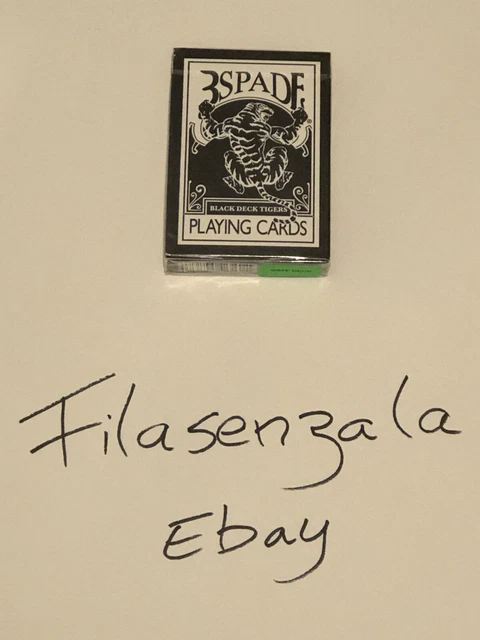 3SPADE
BLACK DECK TIGERS
PLAYING CARDS
Filasenzala
Ebay